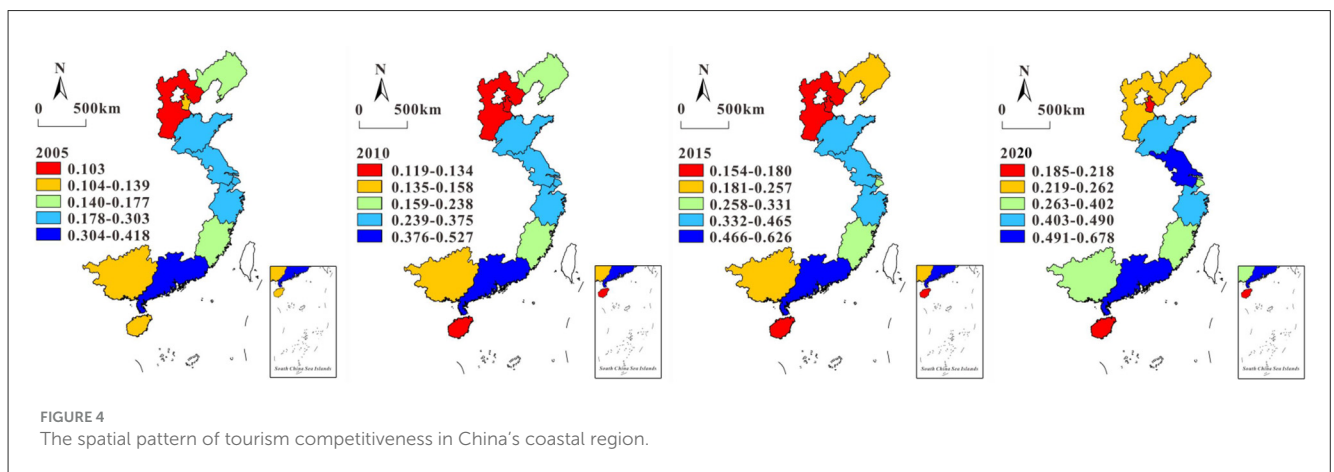 N
0 500km
2005
0.103
0.104-0.139
0.140-0.177
0.178-0.303
0.304-0.418
South China Sea Islands
N
0 500km
2010
0.119-0.134
0.135-0.158
0.159-0.238
0.239-0.375
0.376-0.527
South China Sea Islands
N
0 500km
2015
0.154-0.180
0.181-0.257
0.258-0.331
0.332-0.465
0.466-0.626
South China Sea Islands
N
0 500km
2020
0.185-0.218
0.219-0.262
0.263-0.402
0.403-0.490
0.491-0.678
South China Sea Islands
FIGURE 4
The spatial pattern of tourism competitiveness in China's coastal region.